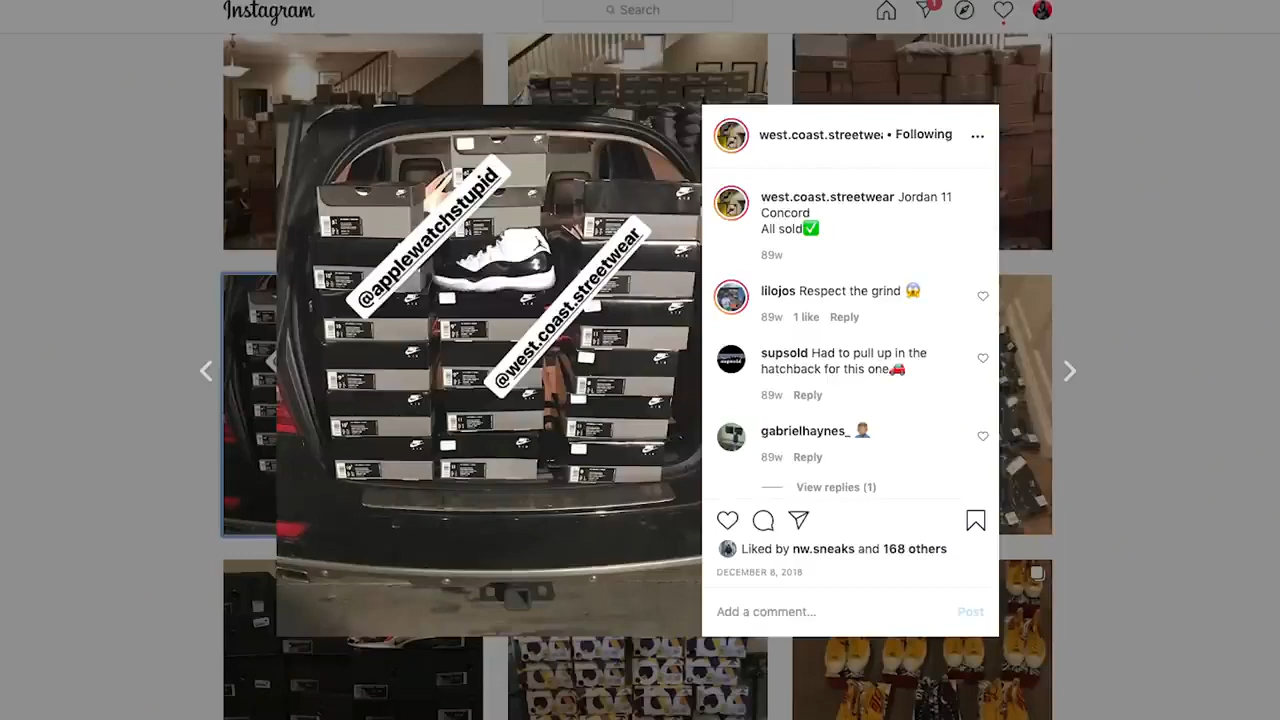 Instagram
Search
1
@applewatchstupid
@west.coast.streetwear
west.coast.streetwea • Following
west.coast.streetwear Jordan 11
Concord
All sold✅
89w
lilojos Respect the grind 😱
89w 1 like Reply
supsold Had to pull up in the
hatchback for this one🚗
89w Reply
gabrielhaynes_ 🤦🏽‍♂️
89w Reply
View replies (1)
Liked by nw.sneaks and 168 others
DECEMBER 8, 2018
Add a comment...
Post